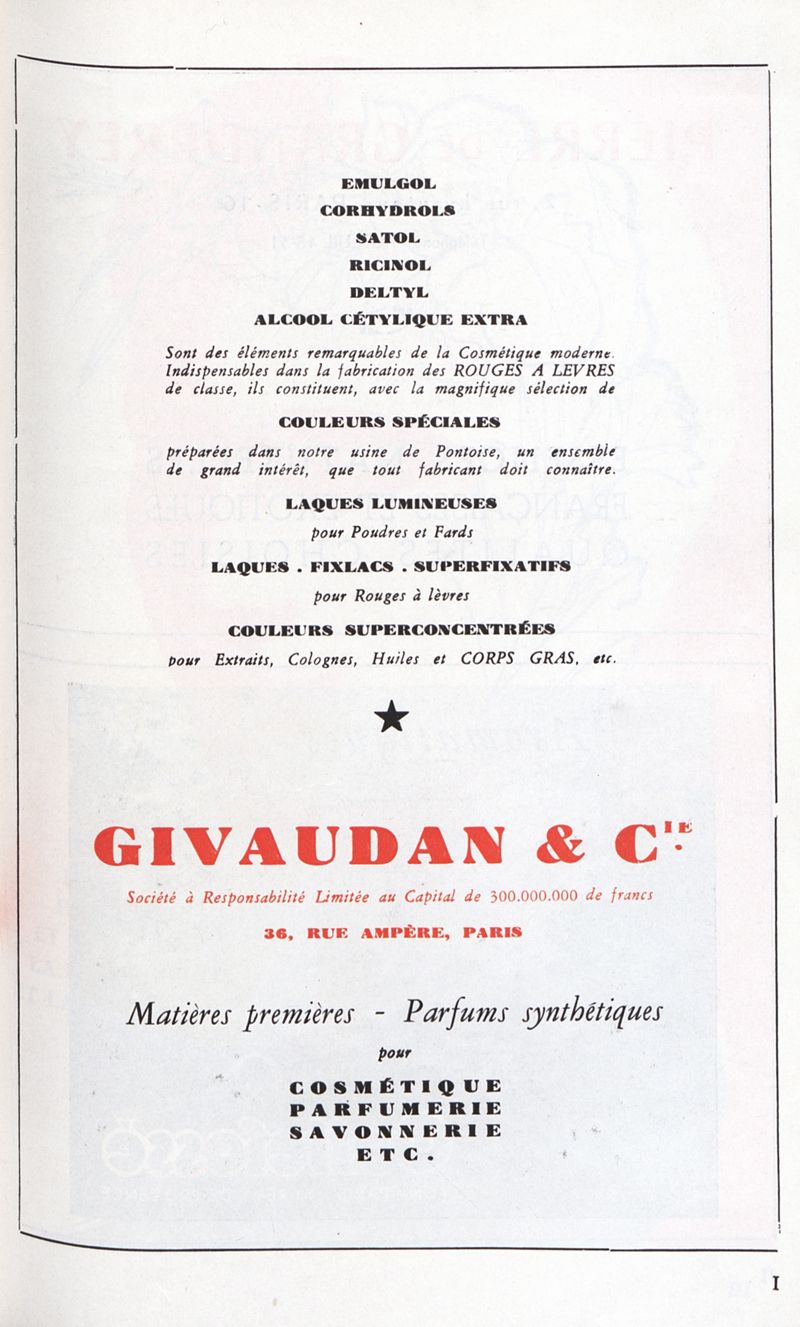 EMULGOL
CORHYDROLS
SATOL
RICINOL
DELTYL
ALCOOL CÉTYLIQUE EXTRA
Sont des éléments remarquables de la Cosmétique moderne.
Indispensables dans la fabrication des ROUGES A LEVRES
de classe, ils constituent, avec la magnifique sélection de
COULEURS SPÉCIALES
préparées dans notre usine de Pontoise, un ensemble
de grand intérêt, que tout fabricant doit connaître.
LAQUES LUMINEUSES
pour Poudres et Fards
LAQUES . FIXLACS . SUPERFIXATIFS
pour Rouges à lèvres
COULEURS SUPERCONCENTRÉES
pour Extraits, Colognes, Huiles et CORPS GRAS, etc.
GIVAUDAN & CIE.
Société à Responsabilité Limitée au Capital de 300.000.000 de francs
36, RUE AMPÈRE, PARIS
Matières premières - Parfums synthétiques
pour
COSMÉTIQUE
PARFUMERIE
SAVONNERIE
ETC.
I